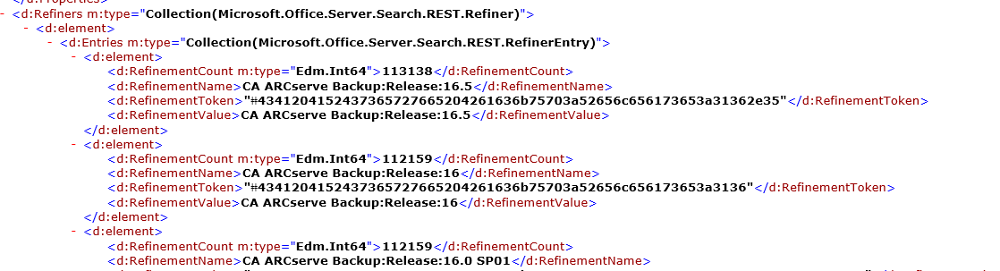 - <d:Refiners m:type="Collection(Microsoft.Office.Server.Search.REST.Refiner)">
- <d:element>
- <d:Entries m:type="Collection(Microsoft.Office.Server.Search.REST.RefinerEntry)">
- <d:element>
<d:RefinementCount m:type="Edm.Int64">113138</d:RefinementCount>
<d:RefinementName>CA ARCserve Backup:Release:16.5</d:RefinementName>
<d:RefinementToken>"ǂǂ4341204152437365727665204261636b75703a52656c656173653a31362e35"</d:RefinementToken>
<d:RefinementValue>CA ARCserve Backup:Release:16.5</d:RefinementValue>
</d:element>
- <d:element>
<d:RefinementCount m:type="Edm.Int64">112159</d:RefinementCount>
<d:RefinementName>CA ARCserve Backup:Release:16</d:RefinementName>
<d:RefinementToken>"ǂǂ4341204152437365727665204261636b75703a52656c656173653a3136"</d:RefinementToken>
<d:RefinementValue>CA ARCserve Backup:Release:16</d:RefinementValue>
</d:element>
- <d:element>
<d:RefinementCount m:type="Edm.Int64">112159</d:RefinementCount>
<d:RefinementName>CA ARCserve Backup:Release:16.0 SP01</d:RefinementName>